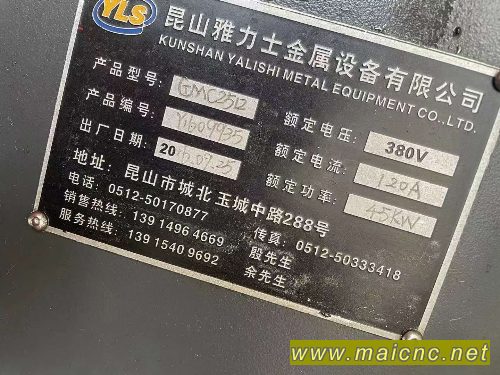 YLS
昆山雅力士金属设备有限公司
KUNSHAN YALISHI METAL EQUIPMENT CO.,LTD.
产品型号: GMC2512
产品编号: Y1609935
出厂日期: 2016.07.25
额定电压: 380V
额定电流: 120A
额定功率: 45KW
地址: 昆山市城北玉城中路288号
电话: 0512-50170877
传真: 0512-50333418
销售热线: 139 1496 4669 殷先生
服务热线: 139 1540 9692 余先生
www.maicnc.net